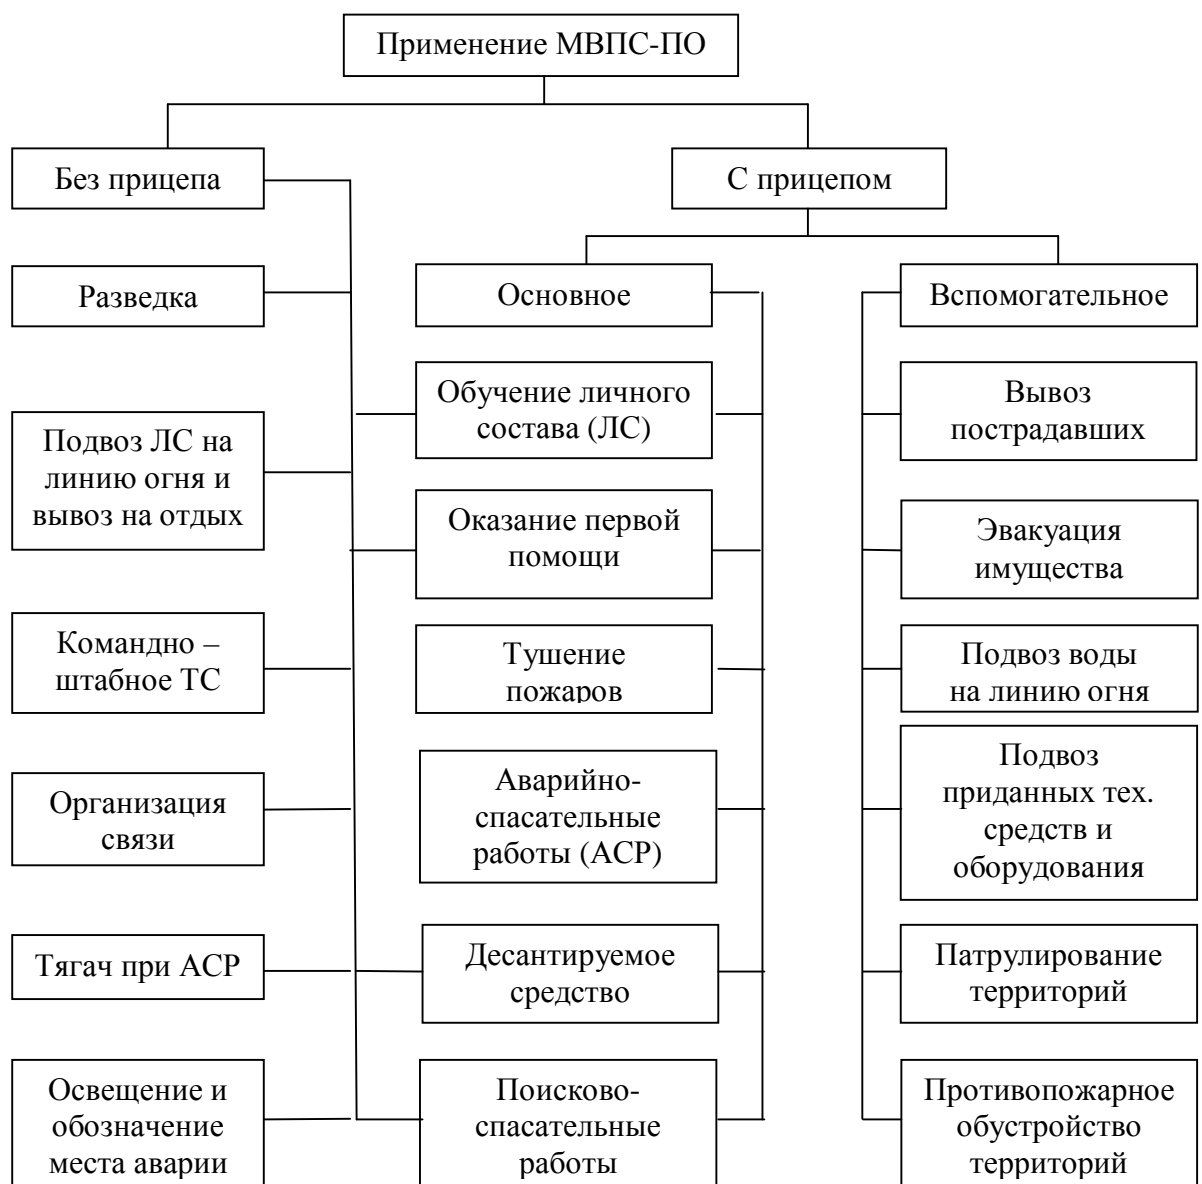 Применение МВПС-ПО
Без прицепа
С прицепом
Разведка
Основное
Вспомогательное
Подвоз ЛС на
линию огня и
вывоз на отдых
Обучение личного
состава (ЛС)
Вывоз
пострадавших
Оказание первой
помощи
Эвакуация
имущества
Командно –
штабное ТС
Тушение
пожаров
Подвоз воды
на линию огня
Организация
связи
Аварийно-
спасательные
работы (АСР)
Подвоз
приданных тех.
средств и
оборудования
Тягач при АСР
Десантируемое
средство
Патрулирование
территорий
Освещение и
обозначение
места аварии
Поисково-
спасательные
работы
Противопожарное
обустройство
территорий